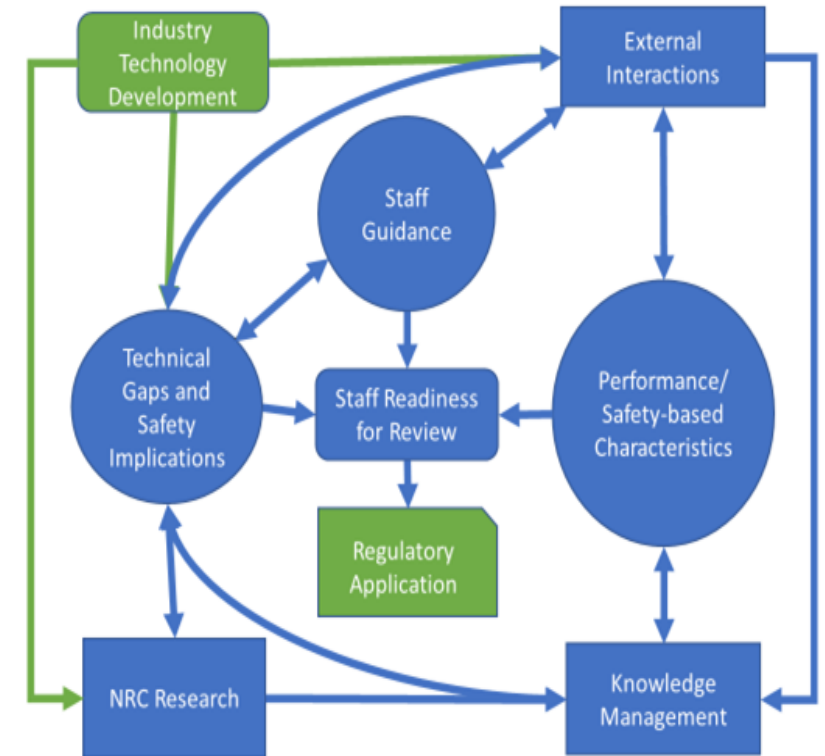 Industry
Technology
Development
External
Interactions
Staff
Guidance
Technical
Gaps and
Safety
Implications
Staff Readiness
for Review
Performance/
Safety-based
Characteristics
Regulatory
Application
NRC Research
Knowledge
Management